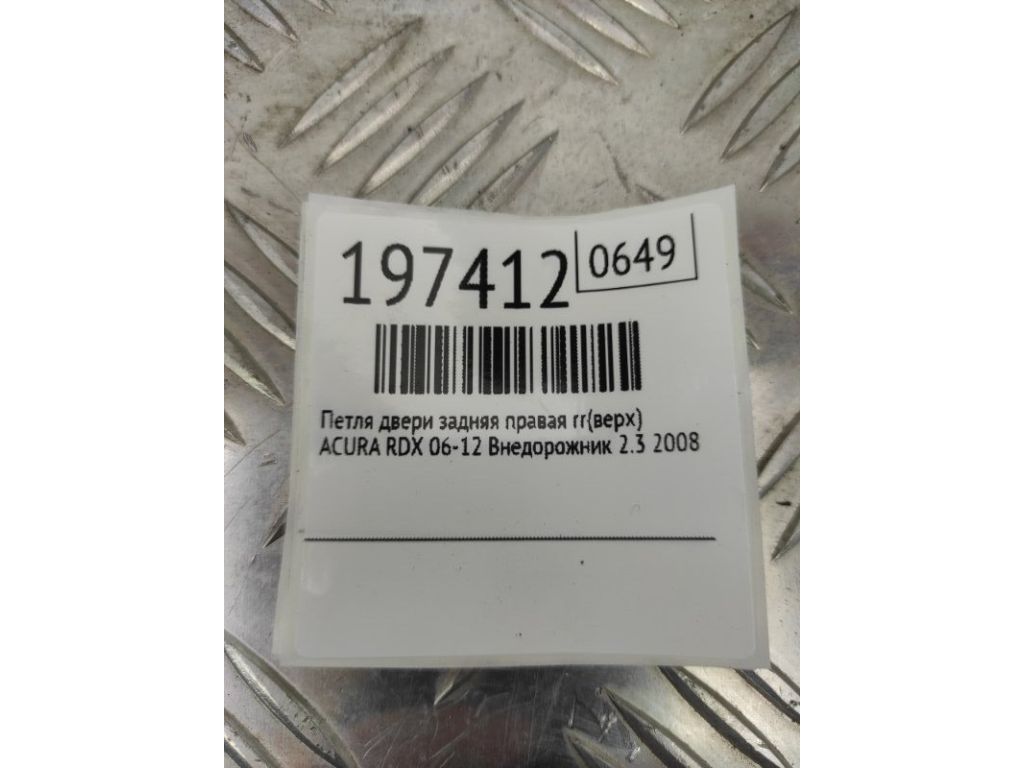 197412 0649
Петля двери задняя правая rr(верх)
ACURA RDX 06-12 Внедорожник 2.3 2008